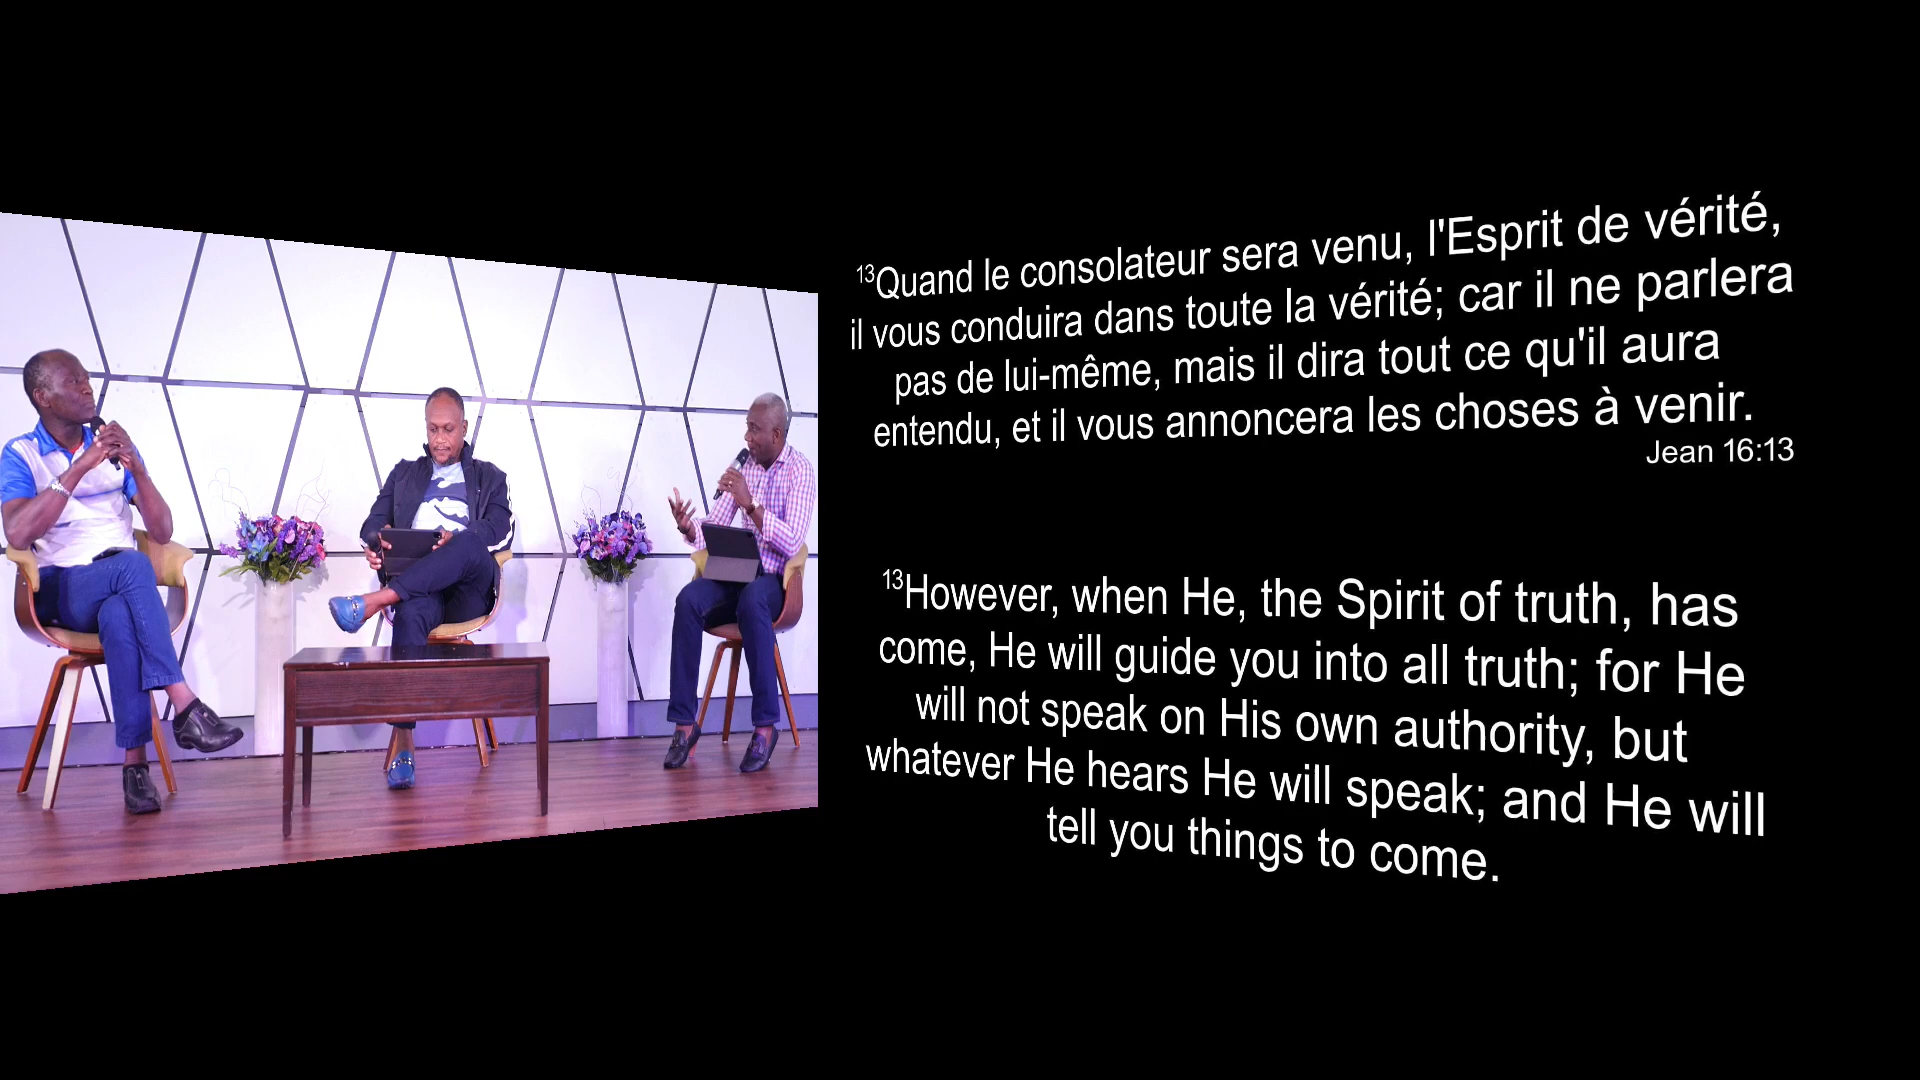 13Quand le consolateur sera venu, l'Esprit de vérité,
il vous conduira dans toute la vérité; car il ne parlera
pas de lui-même, mais il dira tout ce qu'il aura
entendu, et il vous annoncera les choses à venir.
Jean 16:13
13However, when He, the Spirit of truth, has
come, He will guide you into all truth; for He
will not speak on His own authority, but
whatever He hears He will speak; and He will
tell you things to come.